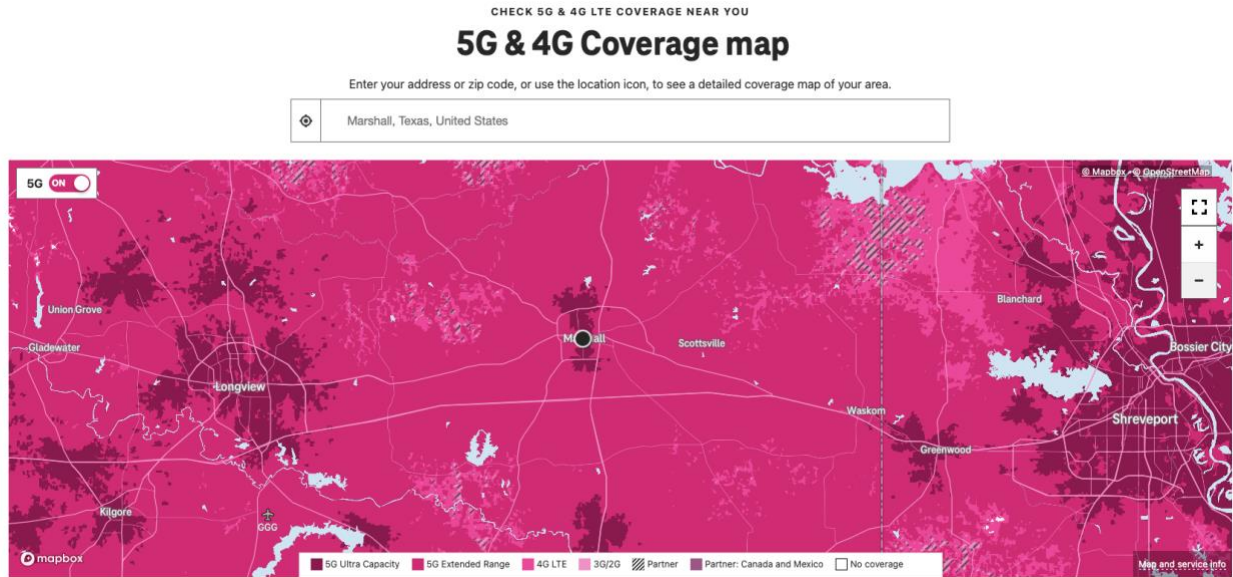 CHECK 5G & 4G LTE COVERAGE NEAR YOU
5G & 4G Coverage map
Enter your address or zip code, or use the location icon, to see a detailed coverage map of your area.
Marshall, Texas, United States
5G ON
© Mapbox © OpenStreetMap
+
−
Union Grove
Blanchard
Gladewater
Scottsville
Bossier City
Longview
Waskom
Shreveport
Greenwood
Kilgore
GGG
mapbox
5G Ultra Capacity 5G Extended Range 4G LTE 3G/2G Partner Partner: Canada and Mexico No coverage
Map and service info